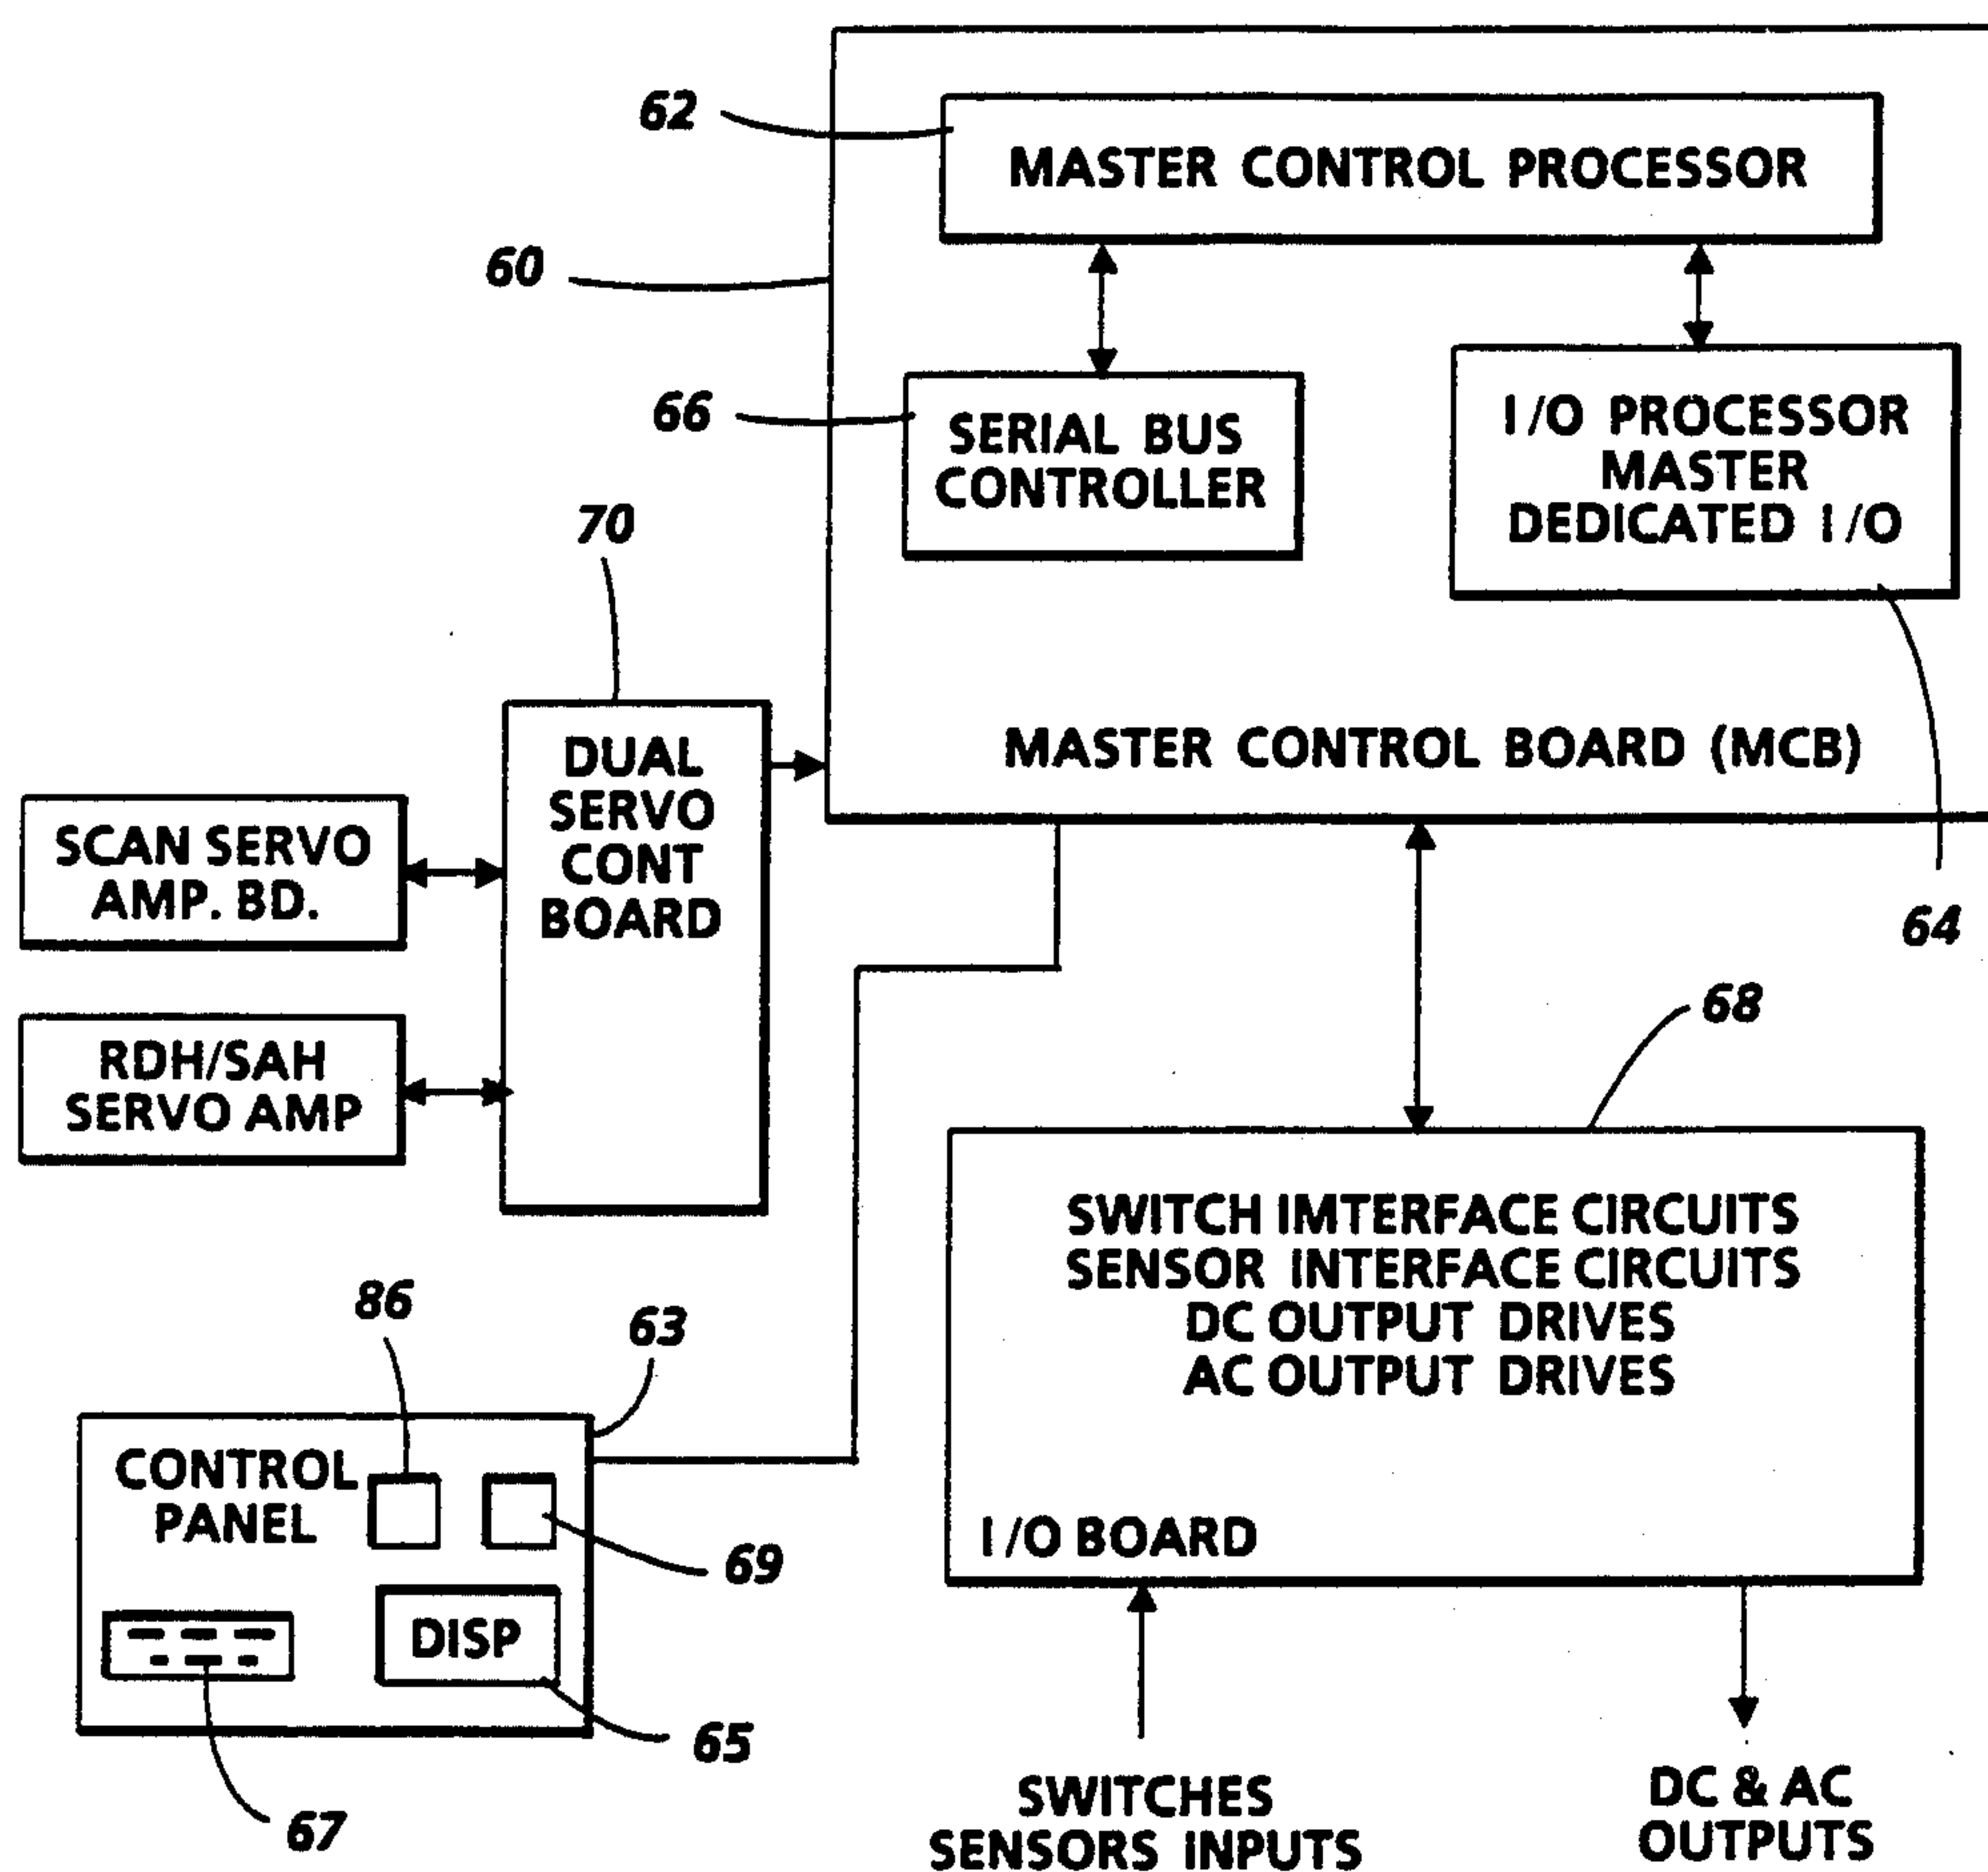 62
MASTER CONTROL PROCESSOR
60
66
SERIAL BUS
CONTROLLER
I/O PROCESSOR
MASTER
DEDICATED I/O
70
MASTER CONTROL BOARD (MCB)
DUAL
SERVO
CONT
BOARD
SCAN SERVO
AMP. BD.
64
RDH/SAH
SERVO AMP
68
SWITCH IMTERFACE CIRCUITS
SENSOR INTERFACE CIRCUITS
DC OUTPUT DRIVES
AC OUTPUT DRIVES
I/O BOARD
86
63
CONTROL
PANEL
69
DISP
65
67
SWITCHES
SENSORS INPUTS
DC & AC
OUTPUTS